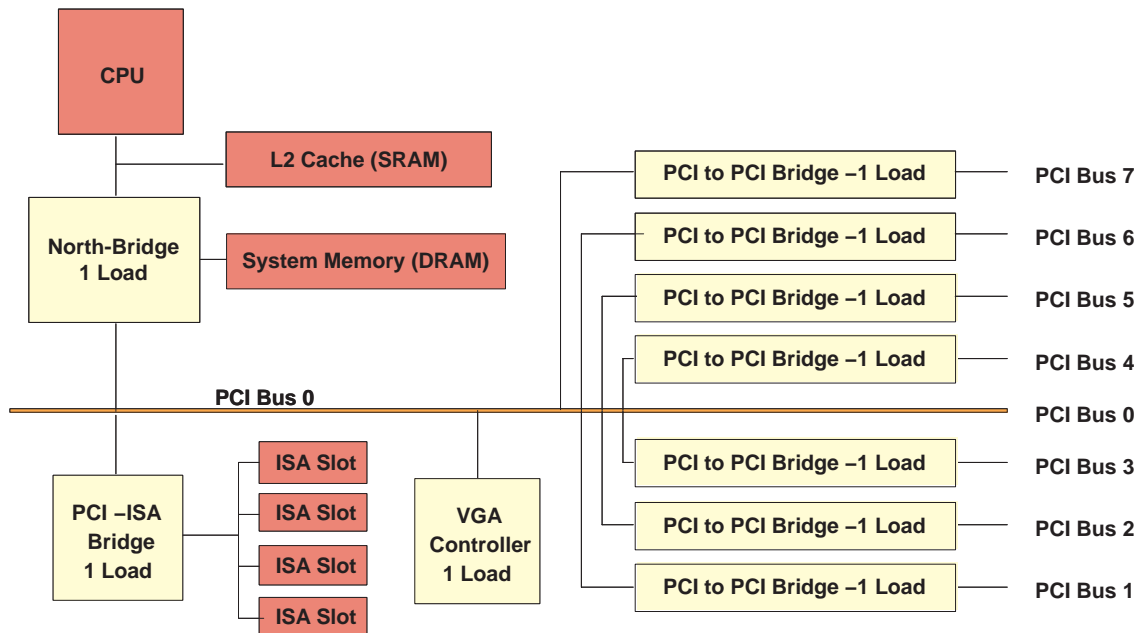 CPU
L2 Cache (SRAM)
North-Bridge
1 Load
System Memory (DRAM)
PCI to PCI Bridge –1 Load
PCI Bus 7
PCI to PCI Bridge –1 Load
PCI Bus 6
PCI to PCI Bridge –1 Load
PCI Bus 5
PCI to PCI Bridge –1 Load
PCI Bus 4
PCI Bus 0
PCI Bus 0
PCI –ISA
Bridge
1 Load
ISA Slot
ISA Slot
ISA Slot
ISA Slot
VGA
Controller
1 Load
PCI to PCI Bridge –1 Load
PCI Bus 3
PCI to PCI Bridge –1 Load
PCI Bus 2
PCI to PCI Bridge –1 Load
PCI Bus 1